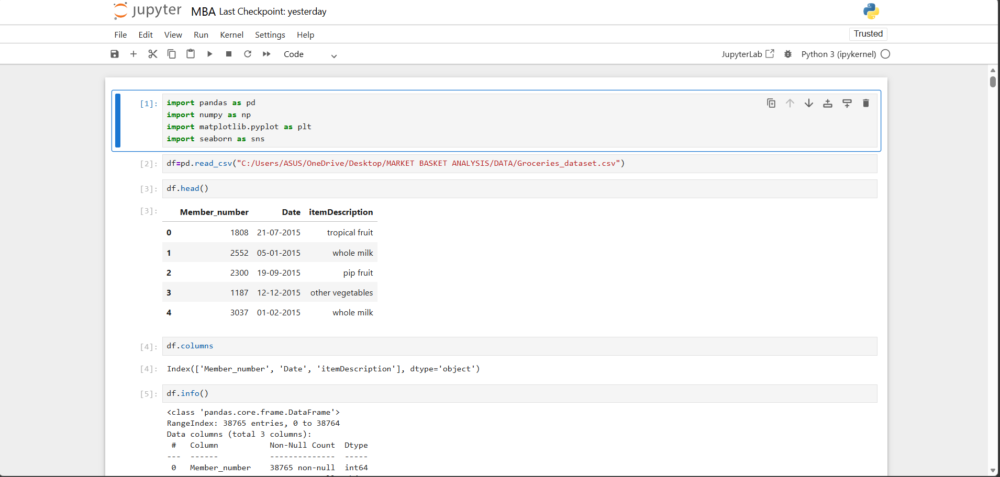 jupyter MBA Last Checkpoint: yesterday
File Edit View Run Kernel Settings Help
Trusted
Code
JupyterLab Python 3 (ipykernel)
[1]: import pandas as pd
import numpy as np
import matplotlib.pyplot as plt
import seaborn as sns
[2]: df=pd.read_csv("C:/Users/ASUS/OneDrive/Desktop/MARKET BASKET ANALYSIS/DATA/Groceries_dataset.csv")
[3]: df.head()
[3]: Member_number Date itemDescription
0 1808 21-07-2015 tropical fruit
1 2552 05-01-2015 whole milk
2 2300 19-09-2015 pip fruit
3 1187 12-12-2015 other vegetables
4 3037 01-02-2015 whole milk
[4]: df.columns
[4]: Index(['Member_number', 'Date', 'itemDescription'], dtype='object')
[5]: df.info()
<class 'pandas.core.frame.DataFrame'>
RangeIndex: 38765 entries, 0 to 38764
Data columns (total 3 columns):
# Column Non-Null Count Dtype
--- ------ -------------- -----
0 Member_number 38765 non-null int64